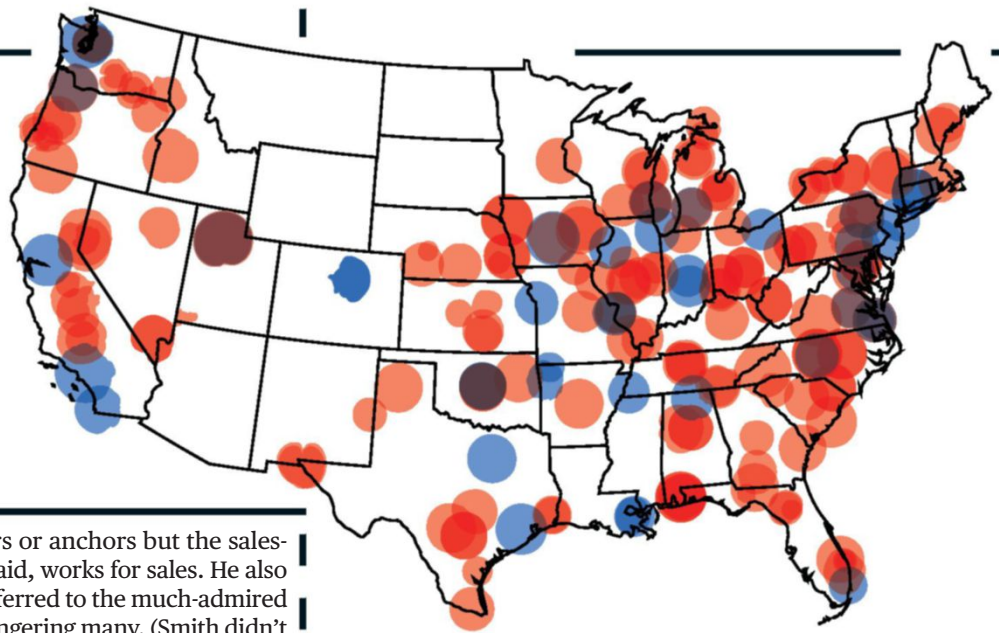 rs or anchors but the sales-
aid, works for sales. He also
ferred to the much-admired
ngering many. (Smith didn't